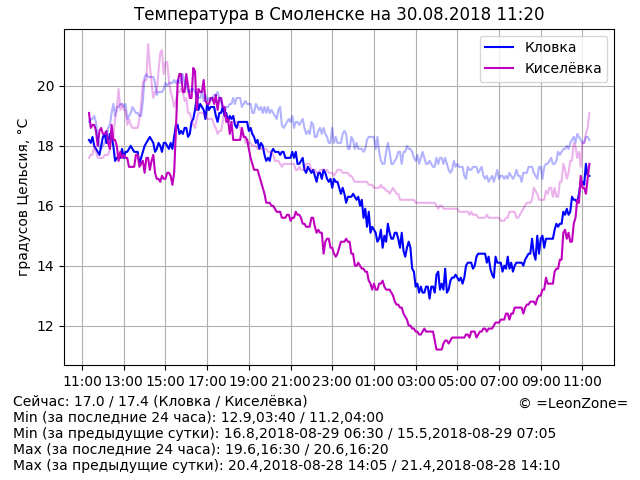 Температура в Смоленске на 30.08.2018 11:20
Кловка
Киселёвка
градусов Цельсия, °C
20
18
16
14
12
11:00 13:00 15:00 17:00 19:00 21:00 23:00 01:00 03:00 05:00 07:00 09:00 11:00
Сейчас: 17.0 / 17.4 (Кловка / Киселёвка)
© =LeonZone=
Min (за последние 24 часа): 12.9,03:40 / 11.2,04:00
Min (за предыдущие сутки): 16.8,2018-08-29 06:30 / 15.5,2018-08-29 07:05
Max (за последние 24 часа): 19.6,16:30 / 20.6,16:20
Max (за предыдущие сутки): 20.4,2018-08-28 14:05 / 21.4,2018-08-28 14:10